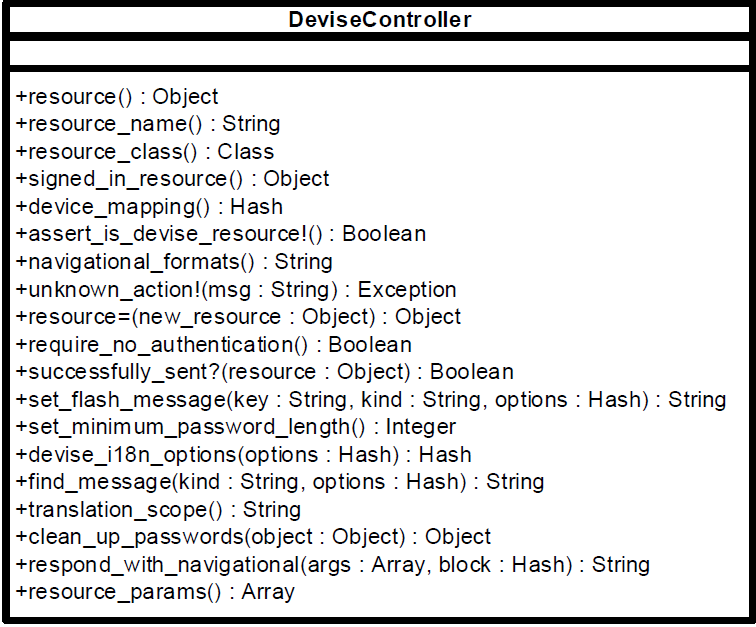 DeviseController
+resource() : Object
+resource_name() : String
+resource_class() : Class
+signed_in_resource() : Object
+device_mapping() : Hash
+assert_is_devise_resource!() : Boolean
+navigational_formats() : String
+unknown_action!(msg : String) : Exception
+resource=(new_resource : Object) : Object
+require_no_authentication() : Boolean
+successfully_sent?(resource : Object) : Boolean
+set_flash_message(key : String, kind : String, options : Hash) : String
+set_minimum_password_length() : Integer
+devise_i18n_options(options : Hash) : Hash
+find_message(kind : String, options : Hash) : String
+translation_scope() : String
+clean_up_passwords(object : Object) : Object
+respond_with_navigational(args : Array, block : Hash) : String
+resource_params() : Array